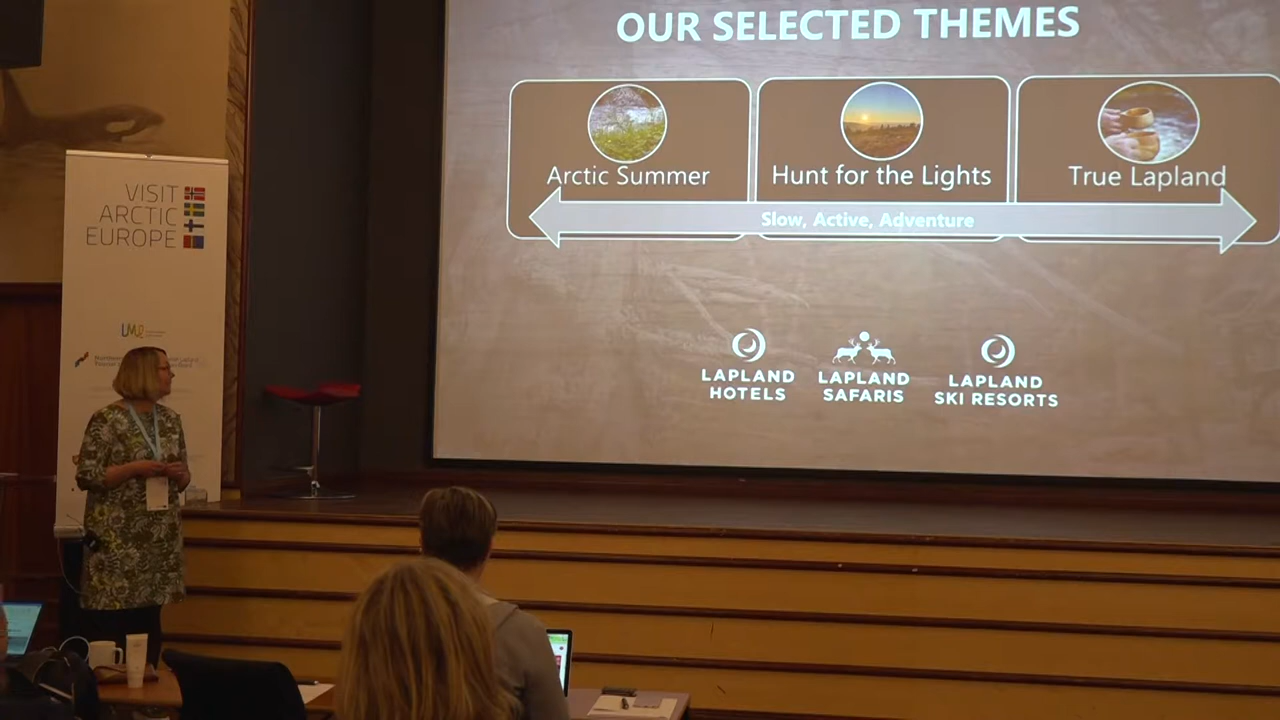 OUR SELECTED THEMES
Arctic Summer
Hunt for the Lights
True Lapland
Slow, Active, Adventure
LAPLAND
HOTELS
LAPLAND
SAFARIS
LAPLAND
SKI RESORTS
VISIT
ARCTIC
EUROPE